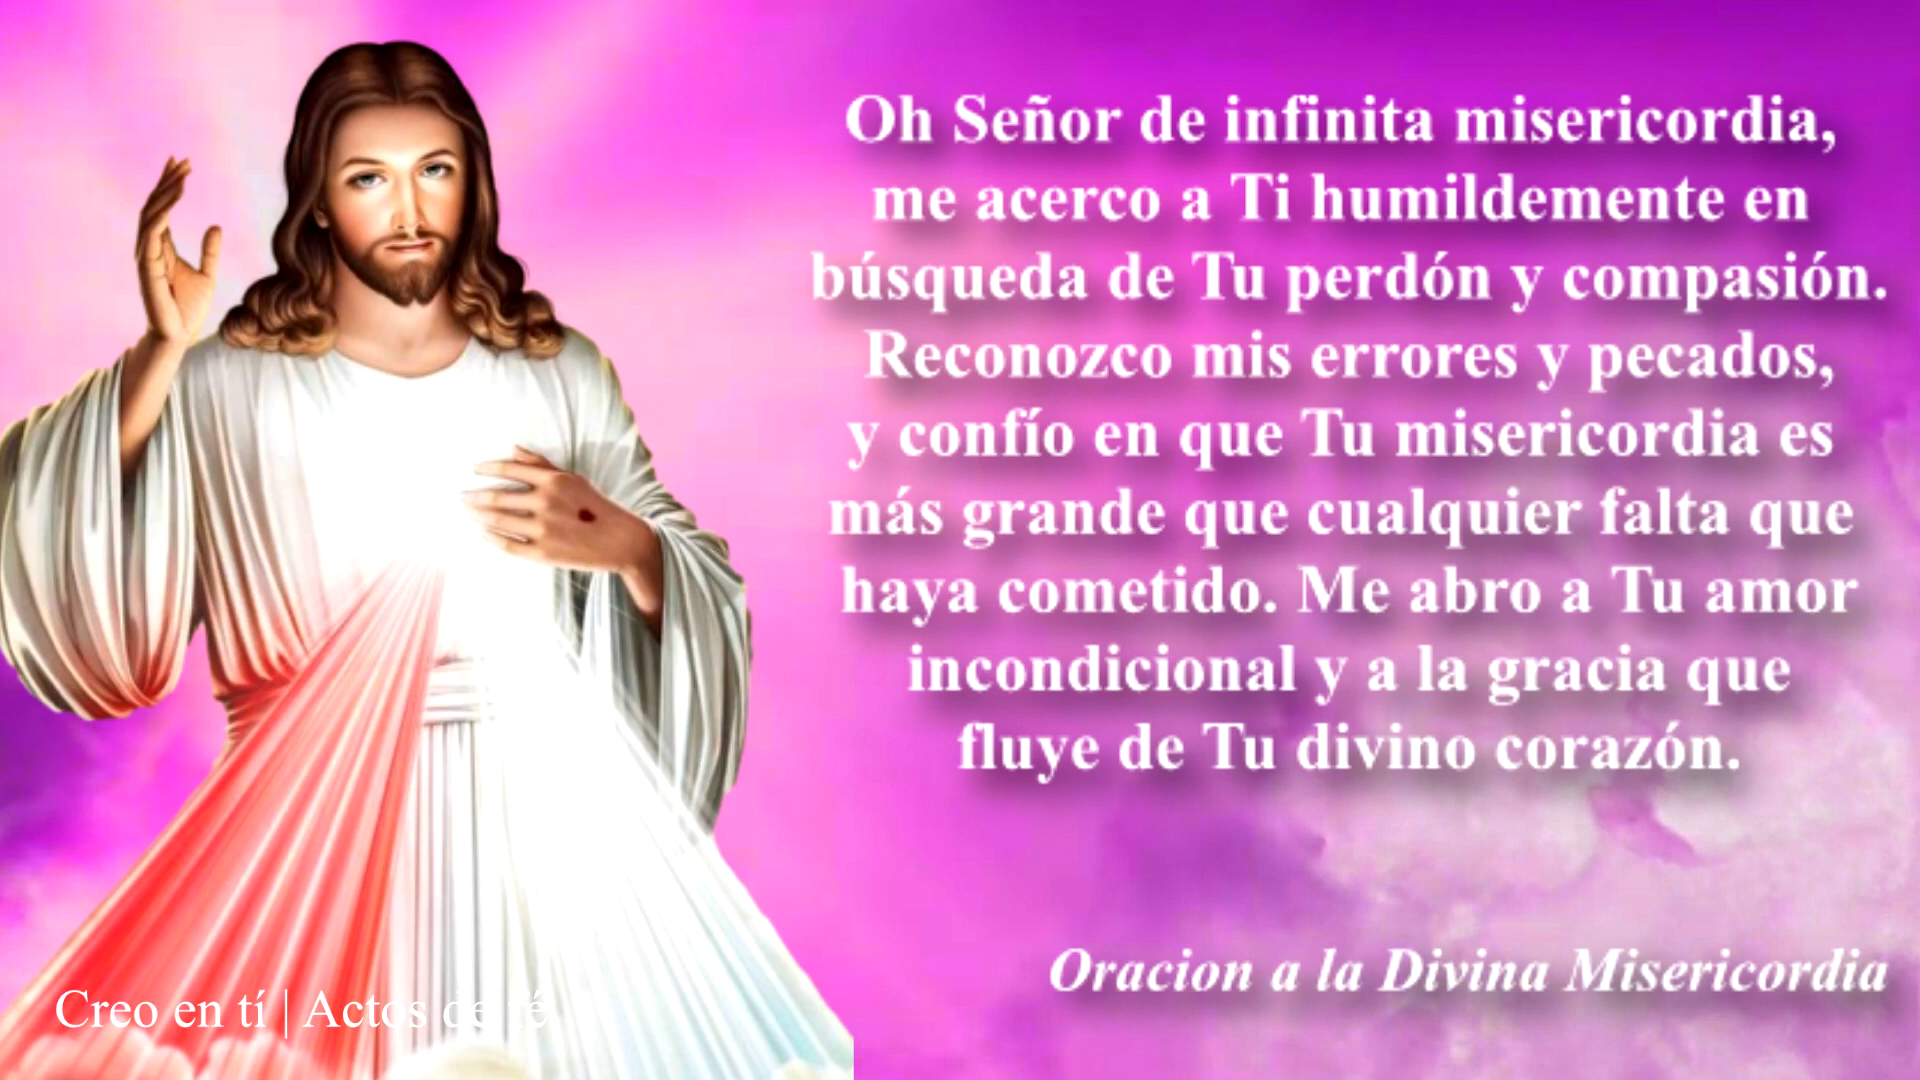 Oh Señor de infinita misericordia,
me acerco a Ti humildemente en
búsqueda de Tu perdón y compasión.
Reconozco mis errores y pecados,
y confío en que Tu misericordia es
más grande que cualquier falta que
haya cometido. Me abro a Tu amor
incondicional y a la gracia que
fluye de Tu divino corazón.
Oracion a la Divina Misericordia
Creo en tí | Actos de fé